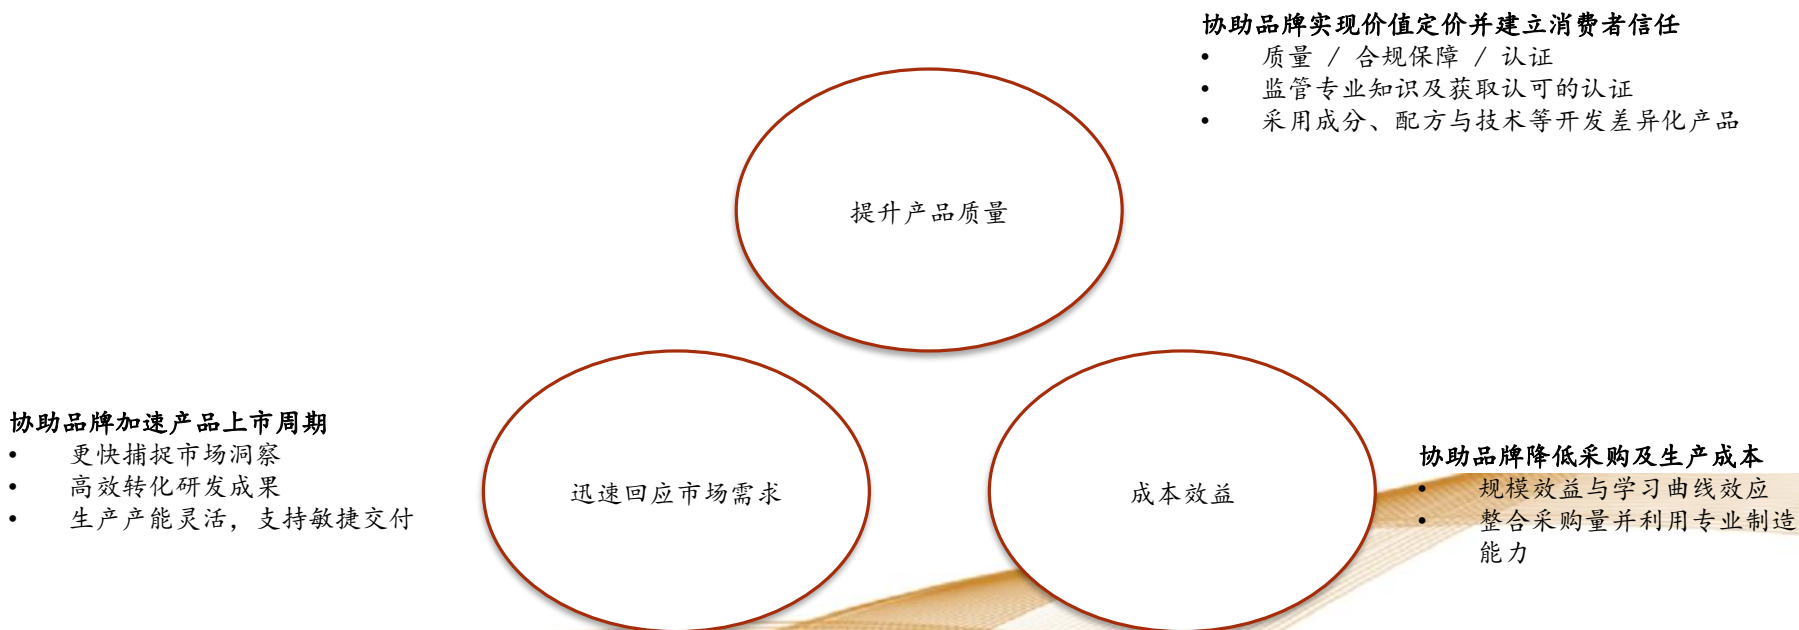 协助品牌实现价值定价并建立消费者信任
• 质量 / 合规保障 / 认证
• 监管专业知识及获取认可的认证
• 采用成分、配方与技术等开发差异化产品
提升产品质量
协助品牌加速产品上市周期
• 更快捕捉市场洞察
• 高效转化研发成果
• 生产产能灵活，支持敏捷交付
迅速回应市场需求
成本效益
协助品牌降低采购及生产成本
• 规模效益与学习曲线效应
• 整合采购量并利用专业制造
能力